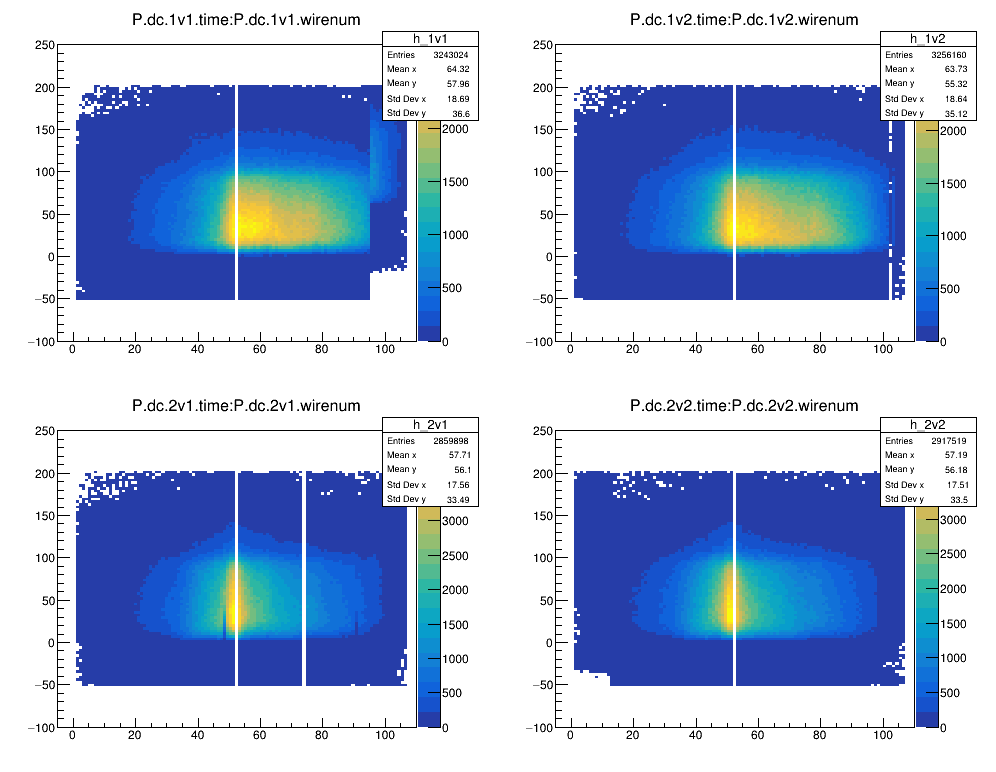 P.dc.1v1.time:P.dc.1v1.wirenum
h_1v1
Entries 3243024
Mean x 64.32
Mean y 57.96
Std Dev x 18.69
Std Dev y 36.6
250
200
150
100
50
0
−50
−100
0 20 40 60 80 100
2000
1500
1000
500
0
P.dc.1v2.time:P.dc.1v2.wirenum
h_1v2
Entries 3256160
Mean x 63.73
Mean y 55.32
Std Dev x 18.64
Std Dev y 35.12
250
200
150
100
50
0
−50
−100
0 20 40 60 80 100
2000
1500
1000
500
0
P.dc.2v1.time:P.dc.2v1.wirenum
h_2v1
Entries 2859898
Mean x 57.71
Mean y 56.1
Std Dev x 17.56
Std Dev y 33.49
250
200
150
100
50
0
−50
−100
0 20 40 60 80 100
3000
2500
2000
1500
1000
500
0
P.dc.2v2.time:P.dc.2v2.wirenum
h_2v2
Entries 2917519
Mean x 57.19
Mean y 56.18
Std Dev x 17.51
Std Dev y 33.5
250
200
150
100
50
0
−50
−100
0 20 40 60 80 100
3000
2500
2000
1500
1000
500
0